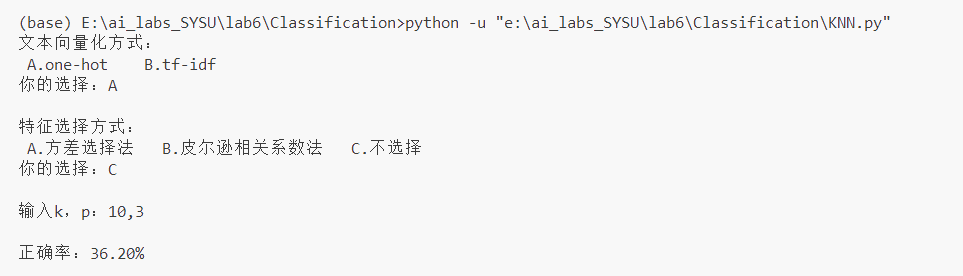 (base) E:\ai_labs_SYSU\lab6\Classification>python -u "e:\ai_labs_SYSU\lab6\Classification\KNN.py"
文本向量化方式：
A.one-hot    B.tf-idf
你的选择：A
特征选择方式：
A.方差选择法   B.皮尔逊相关系数法   C.不选择
你的选择：C
输入k，p：10,3
正确率：36.20%